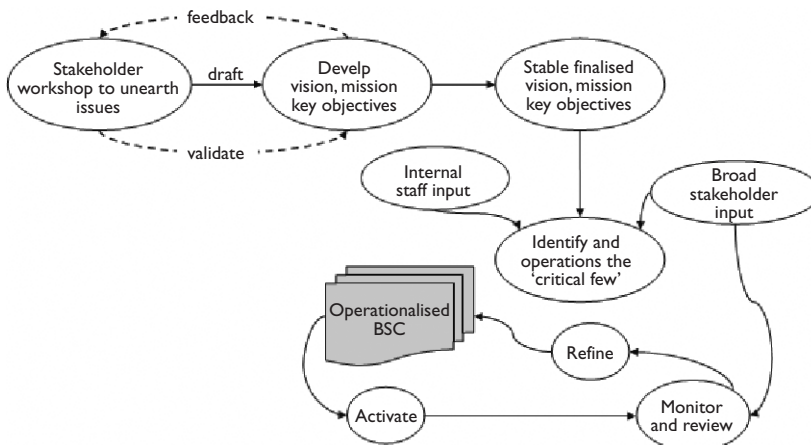 feedback
Stakeholder
workshop to unearth
issues
draft
Develp
vision, mission
key objectives
Stable finalised
vision, mission
key objectives
validate
Internal
staff input
Broad
stakeholder
input
Identify and
operations the
‘critical few’
Operationalised
BSC
Refine
Activate
Monitor
and review